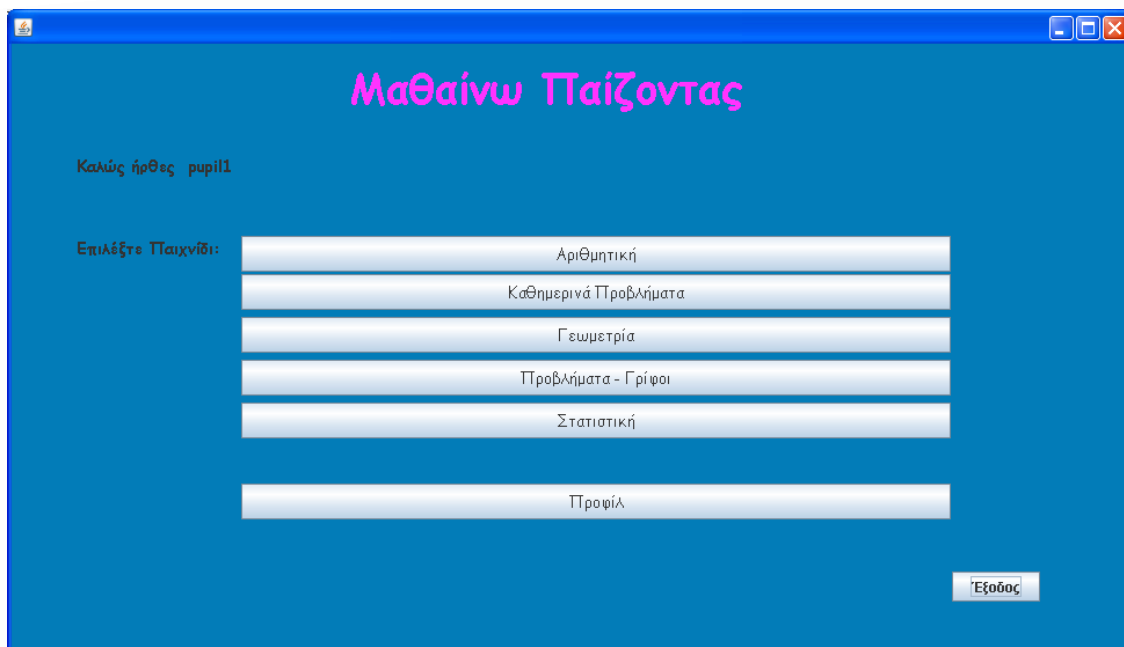 Μαθαίνω Παίζοντας
Καλώς ήρθες pupil1
Επιλέξτε Παιχνίδι:
Αριθμητική
Καθημερινά Προβλήματα
Γεωμετρία
Προβλήματα - Γρίφοι
Στατιστική
Προφίλ
Έξοδος